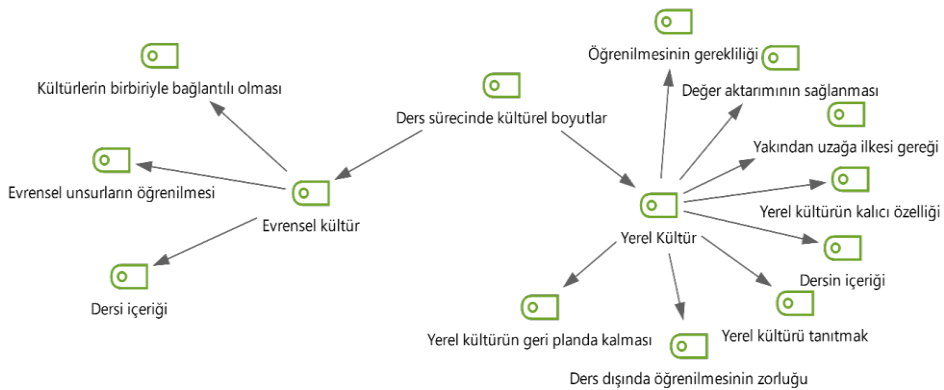 Öğrenilmesinin gerekliliği
Kültürlerin birbiriyle bağlantılı olması
Değer aktarımının sağlanması
Ders sürecinde kültürel boyutlar
Yakından uzağa ilkesi gereği
Evrensel unsurların öğrenilmesi
Yerel kültürün kalıcı özelliği
Evrensel kültür
Yerel Kültür
Dersin içeriği
Dersi içeriği
Yerel kültürün geri planda kalması
Yerel kültürü tanıtmak
Ders dışında öğrenilmesinin zorluğu